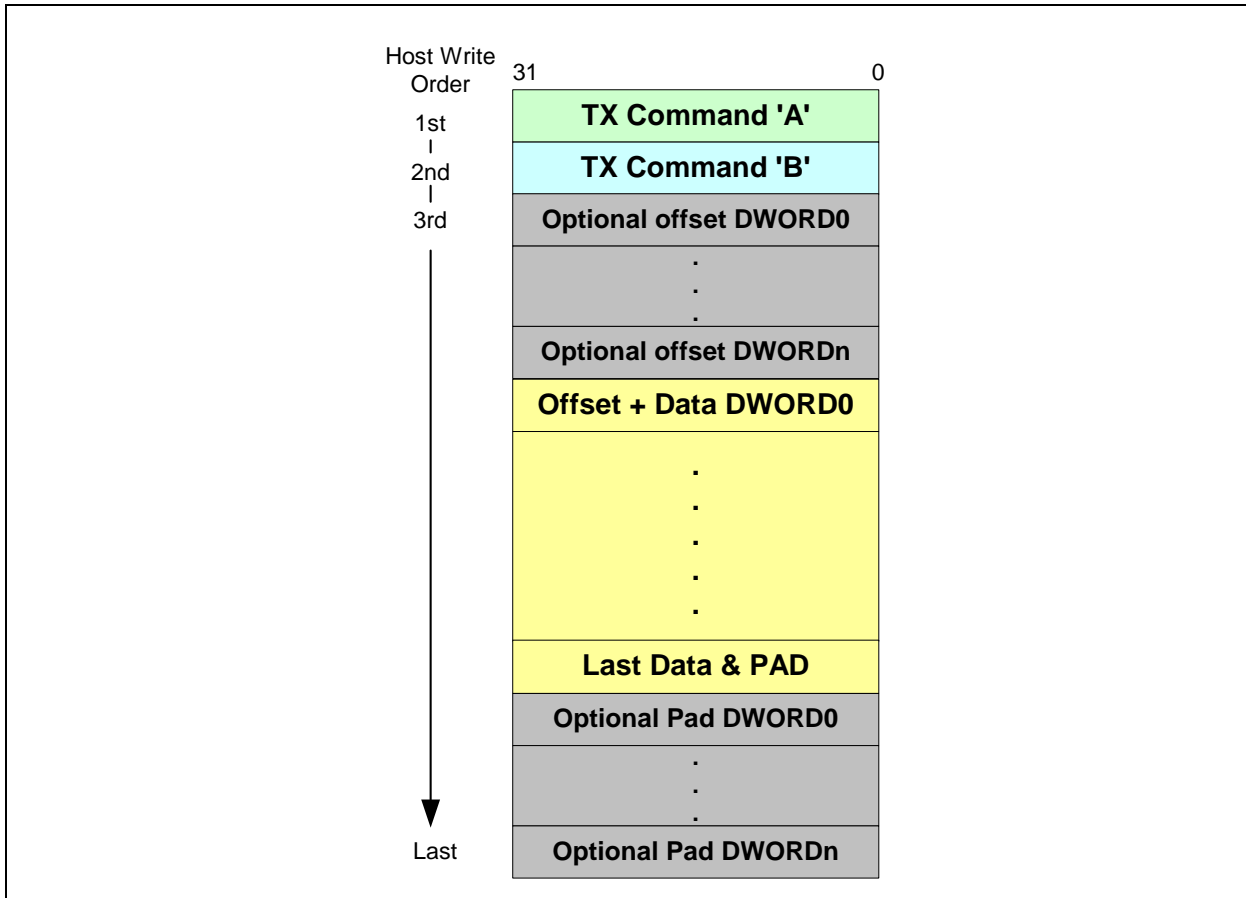 Host Write
Order
31
0
1st
TX Command 'A'
2nd
TX Command 'B'
3rd
Optional offset DWORD0
.
.
.
Optional offset DWORDn
Offset + Data DWORD0
.
.
.
.
.
Last Data & PAD
Optional Pad DWORD0
.
.
.
Last
Optional Pad DWORDn